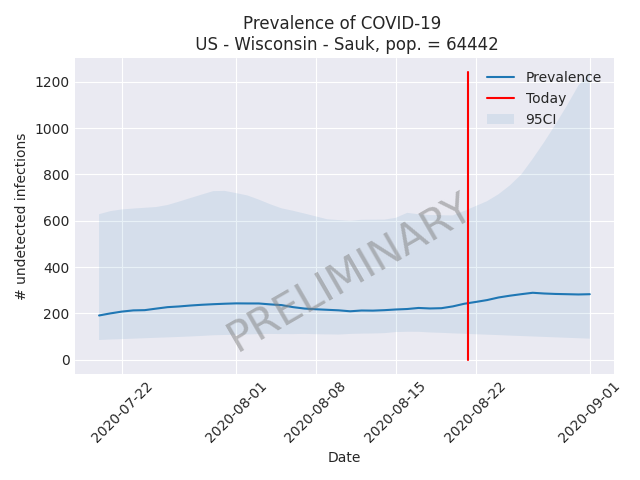 Prevalence of COVID-19
US - Wisconsin - Sauk, pop. = 64442
Prevalence
Today
95CI
# undetected infections
1200
1000
800
600
400
200
0
PRELIMINARY
2020-07-22
2020-08-01
2020-08-08
2020-08-15
2020-08-22
2020-09-01
Date